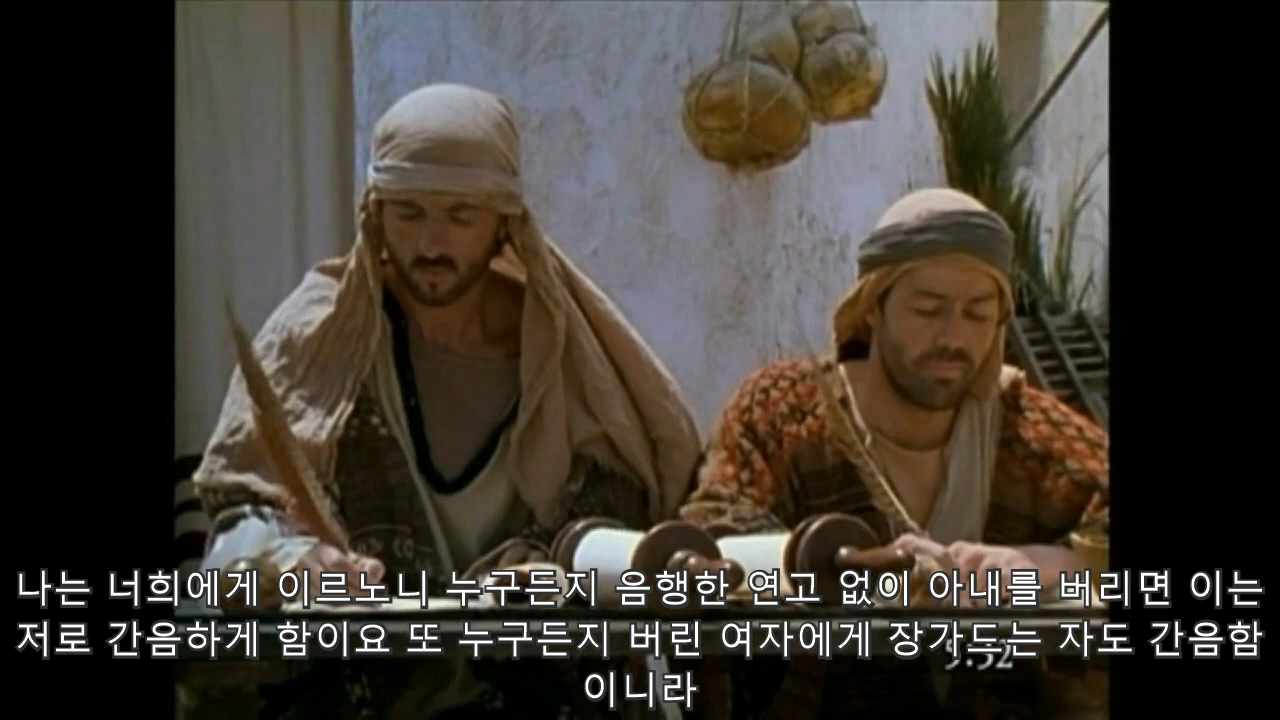 나는 너희에게 이르노니 누구든지 음행한 연고 없이 아내를 버리면 이는
저로 간음하게 함이요 또 누구든지 버린 여자에게 장가드는 자도 간음함
이니라
5:32